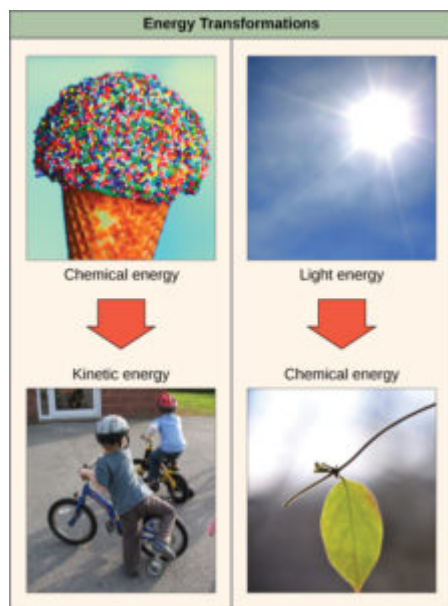 Energy Transformations
Chemical energy
Kinetic energy
Light energy
Chemical energy